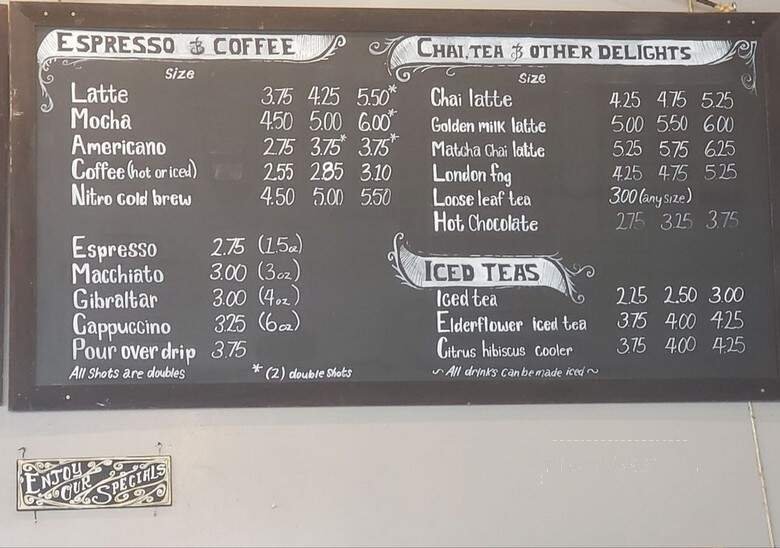 ESPRESSO & COFFEE
Size
Latte 3.75 4.25 5.50*
Mocha 4.50 5.00 6.00*
Americano 2.75 3.75* 3.75*
Coffee (hot or iced) 2.55 2.85 3.10
Nitro cold brew 4.50 5.00 5.50
Espresso 2.75 (1.5oz)
Macchiato 3.00 (3oz)
Gibraltar 3.00 (4oz)
Cappuccino 3.25 (6oz)
Pour over drip 3.75
All Shots are doubles * (2) double shots
CHAI, TEA & OTHER DELIGHTS
Size
Chai latte 4.25 4.75 5.25
Golden milk latte 5.00 5.50 6.00
Matcha Chai latte 5.25 5.75 6.25
London fog 4.25 4.75 5.25
Loose leaf tea 3.00 (any size)
Hot Chocolate 2.75 3.25 3.75
ICED TEAS
Iced tea 2.25 2.50 3.00
Elderflower iced tea 3.75 4.00 4.25
Citrus hibiscus cooler 3.75 4.00 4.25
~ All drinks can be made iced ~
ENJOY OUR SPECIALS